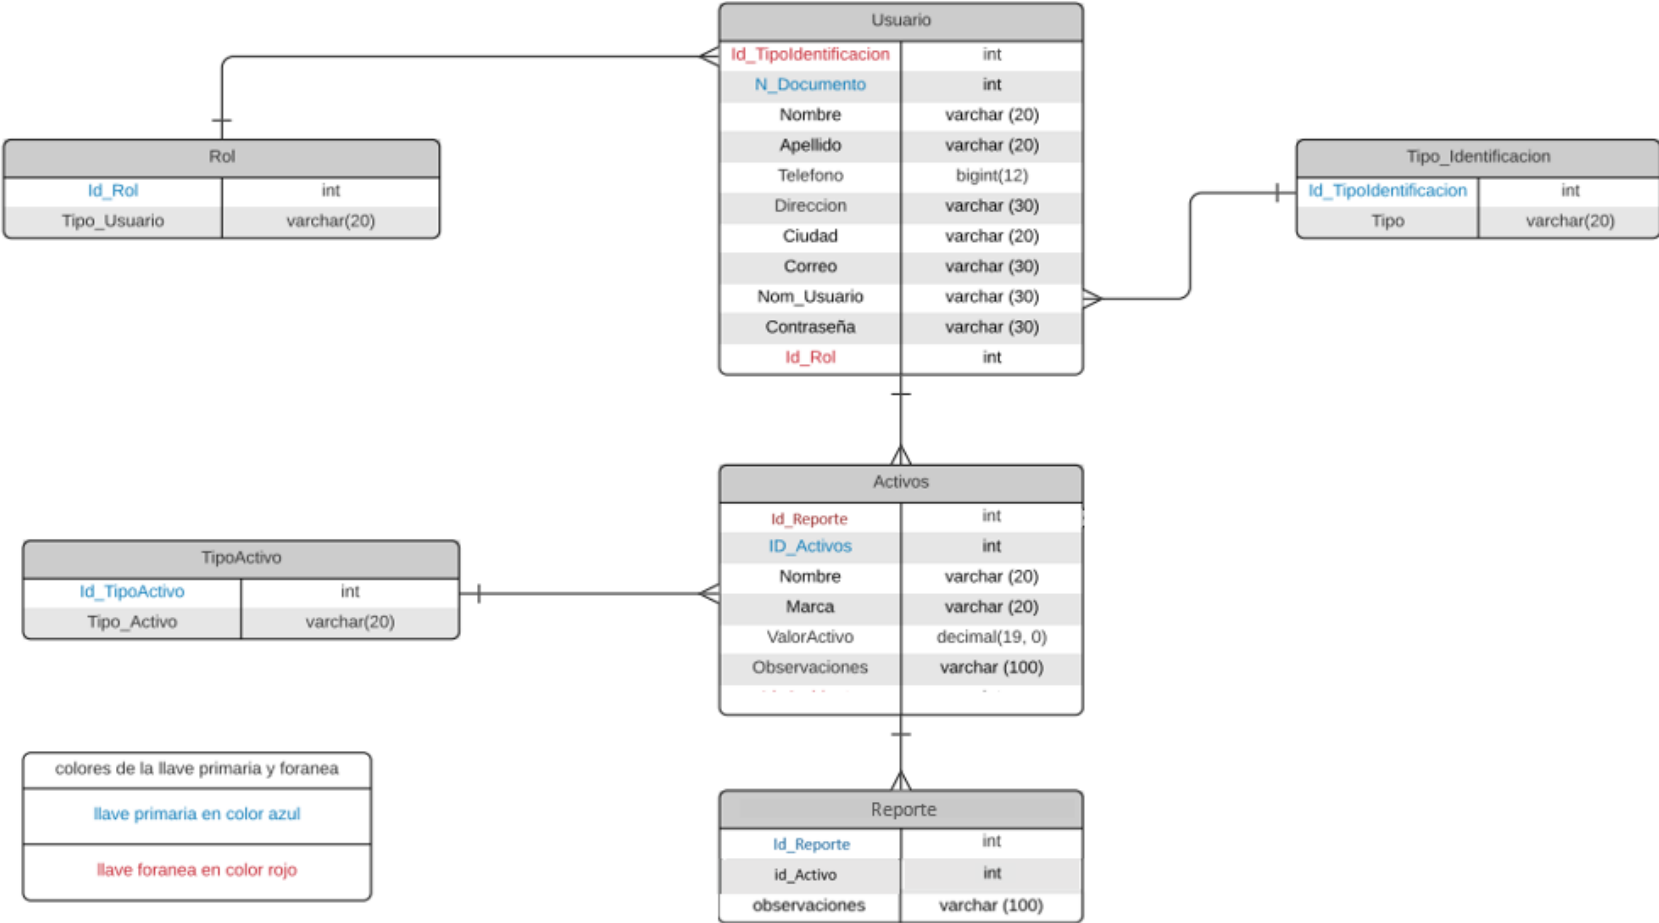 Usuario
Id_TipoIdentificacion int
N_Documento int
Nombre varchar (20)
Apellido varchar (20)
Telefono bigint(12)
Direccion varchar (30)
Ciudad varchar (20)
Correo varchar (30)
Nom_Usuario varchar (30)
Contraseña varchar (30)
Id_Rol int
Rol
Id_Rol int
Tipo_Usuario varchar(20)
Tipo_Identificacion
Id_TipoIdentificacion int
Tipo varchar(20)
Activos
Id_Reporte int
ID_Activos int
Nombre varchar (20)
Marca varchar (20)
ValorActivo decimal(19, 0)
Observaciones varchar (100)
TipoActivo
Id_TipoActivo int
Tipo_Activo varchar(20)
colores de la llave primaria y foranea
llave primaria en color azul
llave foranea en color rojo
Reporte
Id_Reporte int
id_Activo int
observaciones varchar (100)